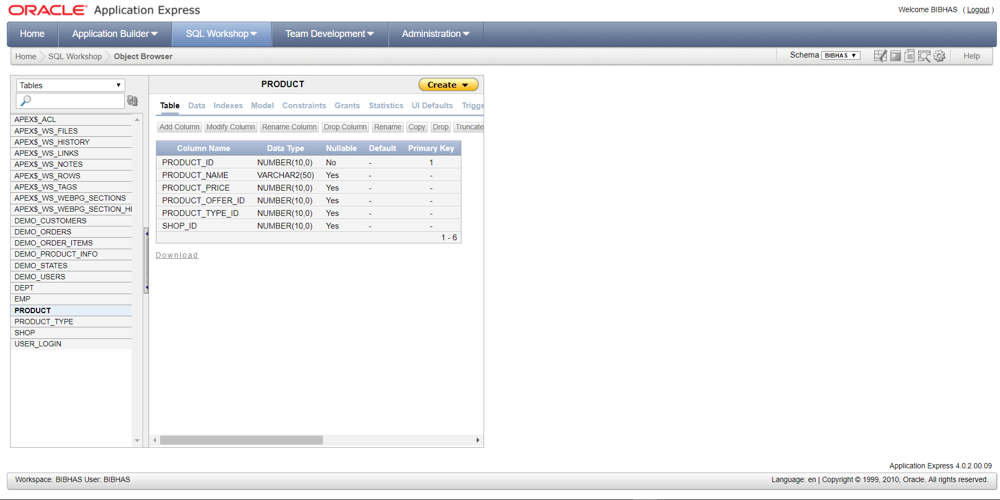 ORACLE Application Express
Welcome BIBHAS ( Logout )
Home Application Builder SQL Workshop Team Development Administration
Home SQL Workshop Object Browser Schema BIBHAS Help
Tables
PRODUCT
Create
Table Data Indexes Model Constraints Grants Statistics UI Defaults Trigge
Add Column Modify Column Rename Column Drop Column Rename Copy Drop Truncate
APEX$_ACL
APEX$_WS_FILES
APEX$_WS_HISTORY
APEX$_WS_LINKS
APEX$_WS_NOTES
APEX$_WS_ROWS
APEX$_WS_TAGS
APEX$_WS_WEBPG_SECTIONS
APEX$_WS_WEBPG_SECTION_HI
DEMO_CUSTOMERS
DEMO_ORDERS
DEMO_ORDER_ITEMS
DEMO_PRODUCT_INFO
DEMO_STATES
DEMO_USERS
DEPT
EMP
PRODUCT
PRODUCT_TYPE
SHOP
USER_LOGIN
Column Name Data Type Nullable Default Primary Key
PRODUCT_ID NUMBER(10,0) No - 1
PRODUCT_NAME VARCHAR2(50) Yes - -
PRODUCT_PRICE NUMBER(10,0) Yes - -
PRODUCT_OFFER_ID NUMBER(10,0) Yes - -
PRODUCT_TYPE_ID NUMBER(10,0) Yes - -
SHOP_ID NUMBER(10,0) Yes - -
1 - 6
Download
Application Express 4.0.2.00.09
Workspace: BIBHAS User: BIBHAS
Language: en | Copyright © 1999, 2010, Oracle. All rights reserved.